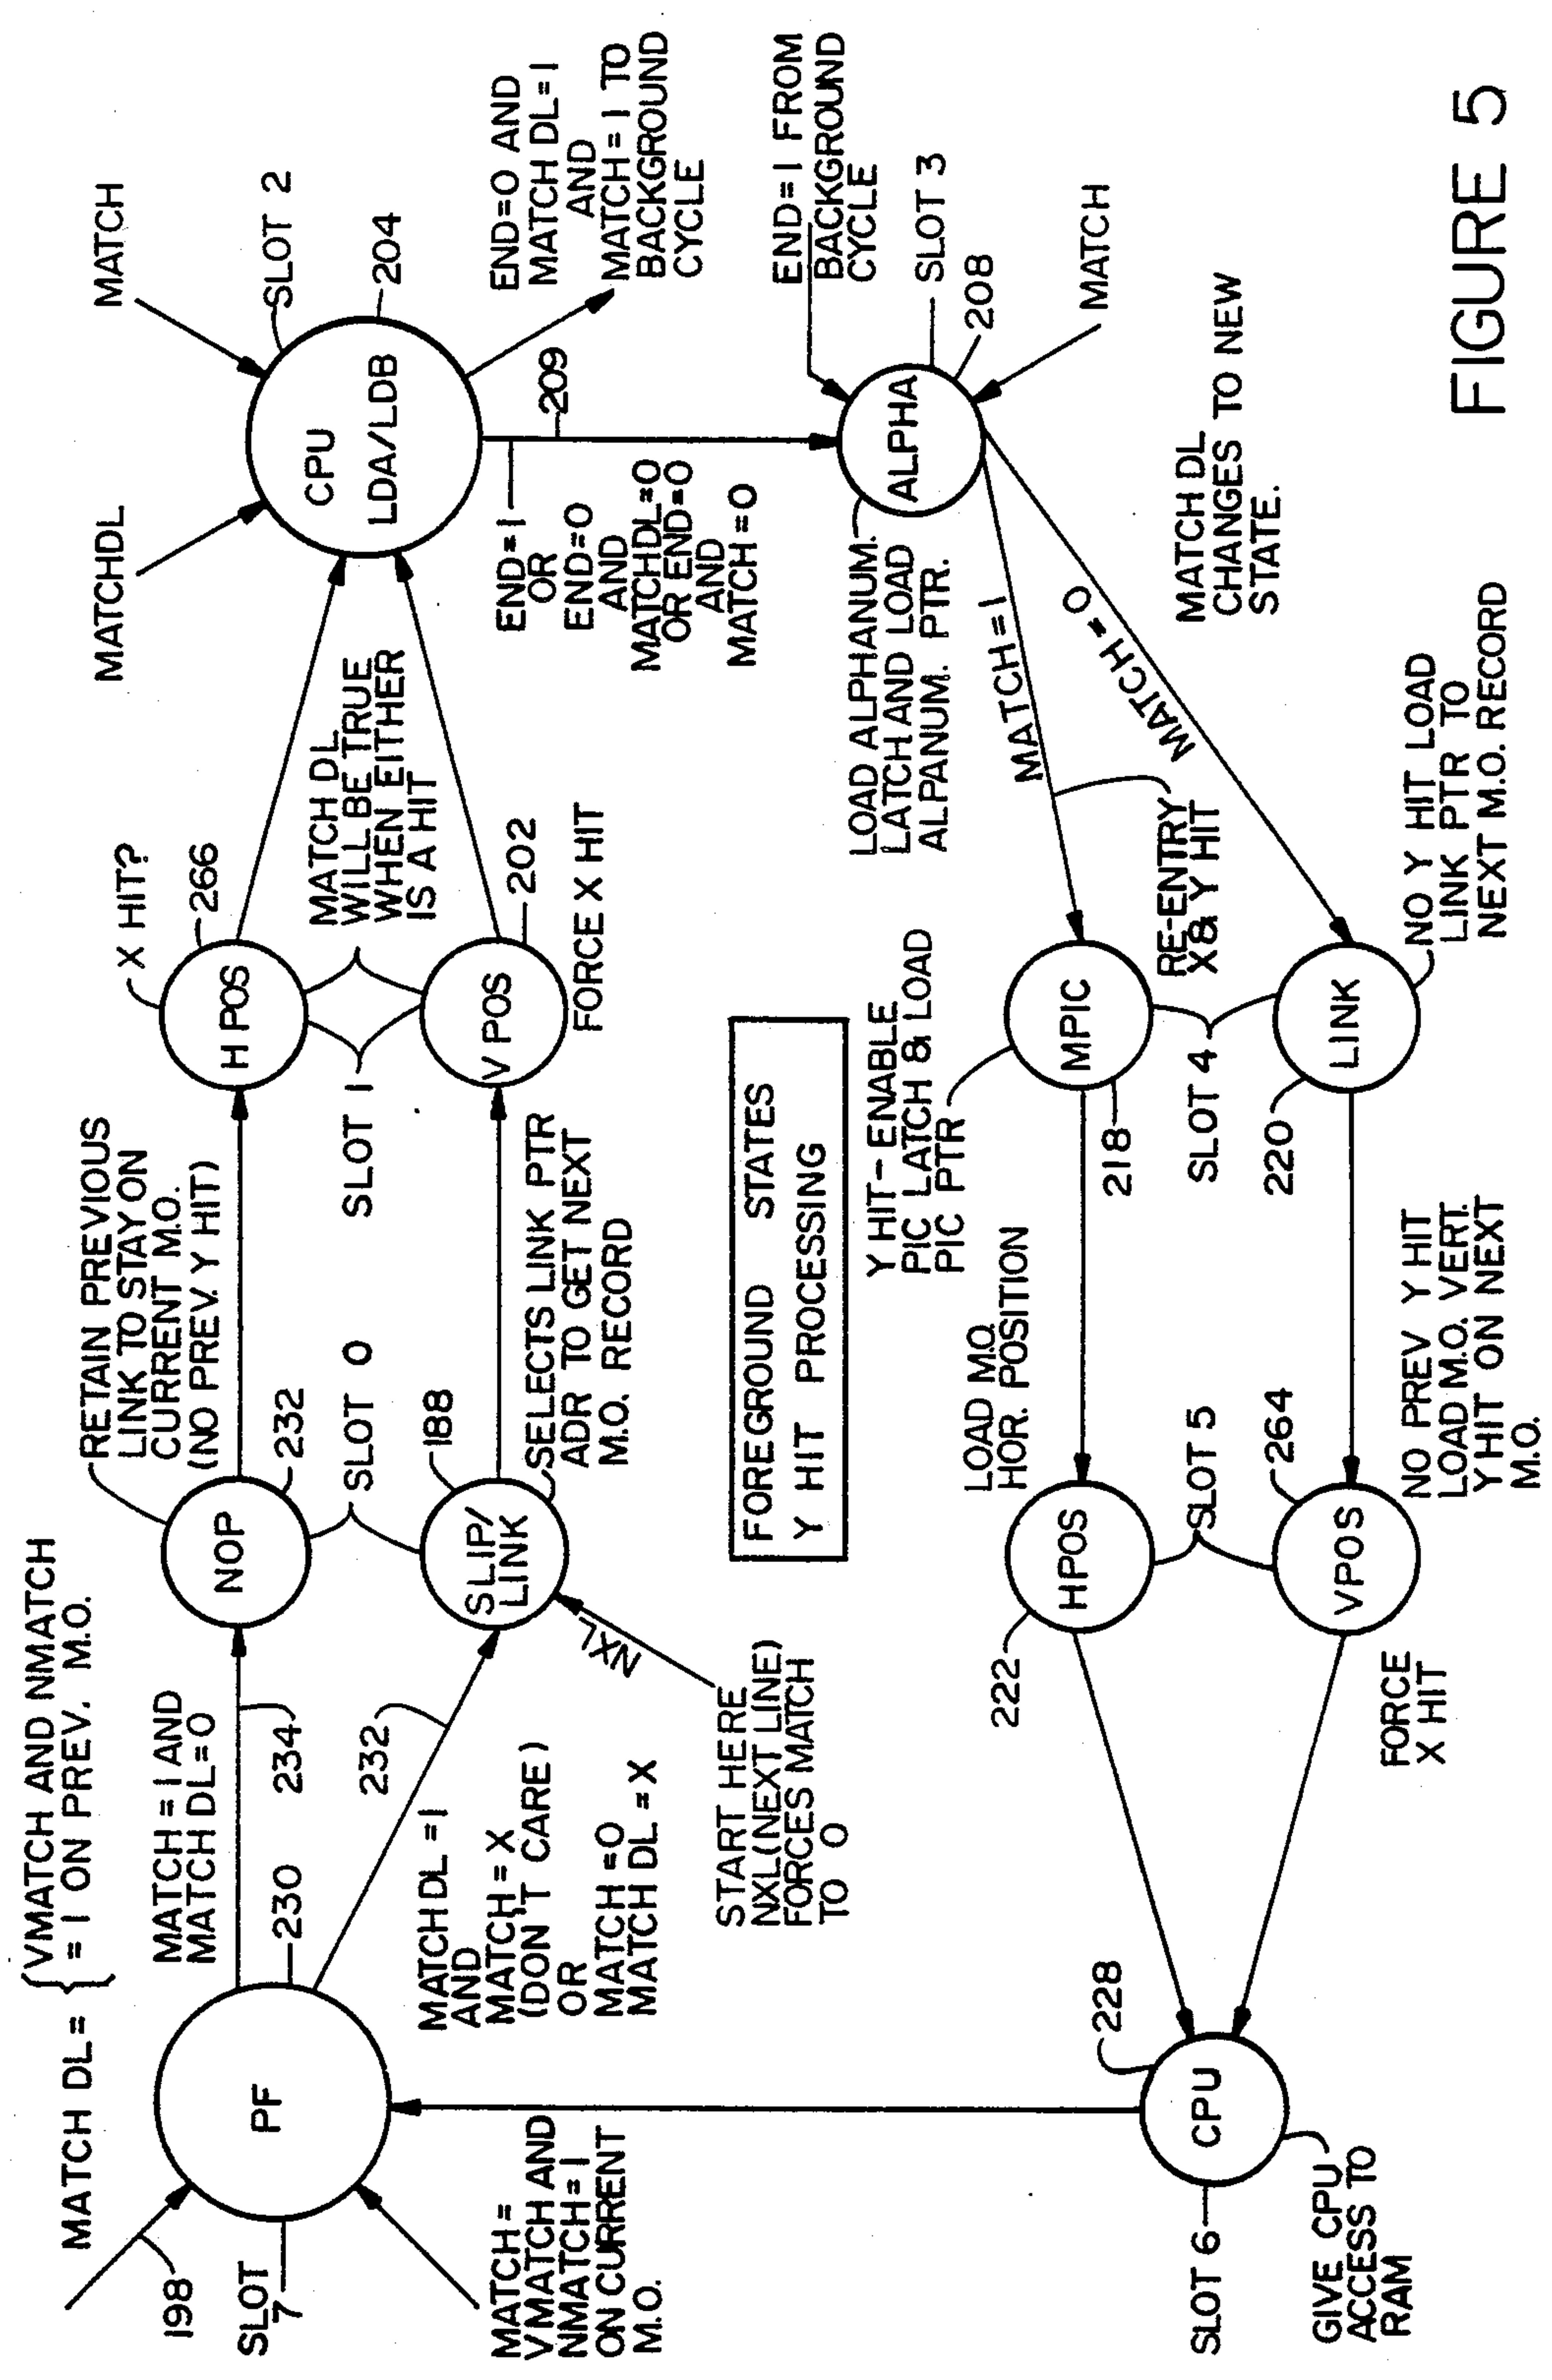 MATCH DL =
{VMATCH AND NMATCH
= 1 ON PREV. M.O.
198
SLOT
7
PF
230
MATCH =
VMATCH AND
NMATCH = 1
ON CURRENT
M.O.
MATCH = 1 AND
MATCH DL = 0
234
232
MATCH DL = 1
AND
MATCH = X
(DON'T CARE)
OR
MATCH = 0
MATCH DL = X
START HERE
NXL (NEXT LINE)
FORCES MATCH
TO 0
NXL
RETAIN PREVIOUS
LINK TO STAY ON
CURRENT M.O.
(NO PREV. Y HIT)
NOP
232
SLOT 0
188
SLIP/
LINK
SELECTS LINK PTR
ADR TO GET NEXT
M.O. RECORD
X HIT?
266
H POS
SLOT 1
MATCH DL
WILL BE TRUE
WHEN EITHER
IS A HIT
V POS
202
FORCE X HIT
MATCHDL
MATCH
SLOT 2
204
CPU
LDA/LDB
END=0 AND
MATCH DL=1
AND
MATCH=1 TO
BACKGROUND
CYCLE
209
END=1
OR
END=0
AND
MATCHDL=0
OR END=0
AND
MATCH=0
END=1 FROM
BACKGROUND
CYCLE
SLOT 3
208
MATCH
ALPHA
LOAD ALPHANUM.
LATCH AND LOAD
ALPANUM. PTR.
MATCH=1
MATCH=0
MATCH DL
CHANGES TO NEW
STATE.
RE-ENTRY
X & Y HIT
FOREGROUND STATES
Y HIT PROCESSING
Y HIT-ENABLE
PIC LATCH & LOAD
PIC PTR
MPIC
218
SLOT 4
220
LINK
NO Y HIT LOAD
LINK PTR TO
NEXT M.O. RECORD
LOAD M.O.
HOR. POSITION
HPOS
222
SLOT 5
264
VPOS
NO PREV Y HIT
LOAD M.O. VERT.
Y HIT ON NEXT
M.O.
FORCE
X HIT
228
CPU
SLOT 6
GIVE CPU
ACCESS TO
RAM
FIGURE 5